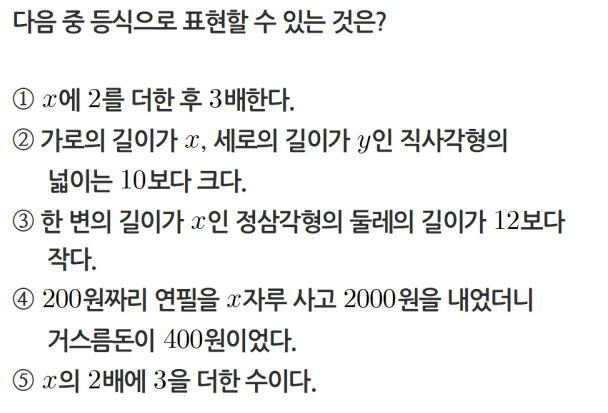 다음 중 등식으로 표현할 수 있는 것은?
① x에 2를 더한 후 3배한다.
② 가로의 길이가 x, 세로의 길이가 y인 직사각형의
넓이는 10보다 크다.
③ 한 변의 길이가 x인 정삼각형의 둘레의 길이가 12보다
작다.
④ 200원짜리 연필을 x자루 사고 2000원을 내었더니
거스름돈이 400원이었다.
⑤ x의 2배에 3을 더한 수이다.